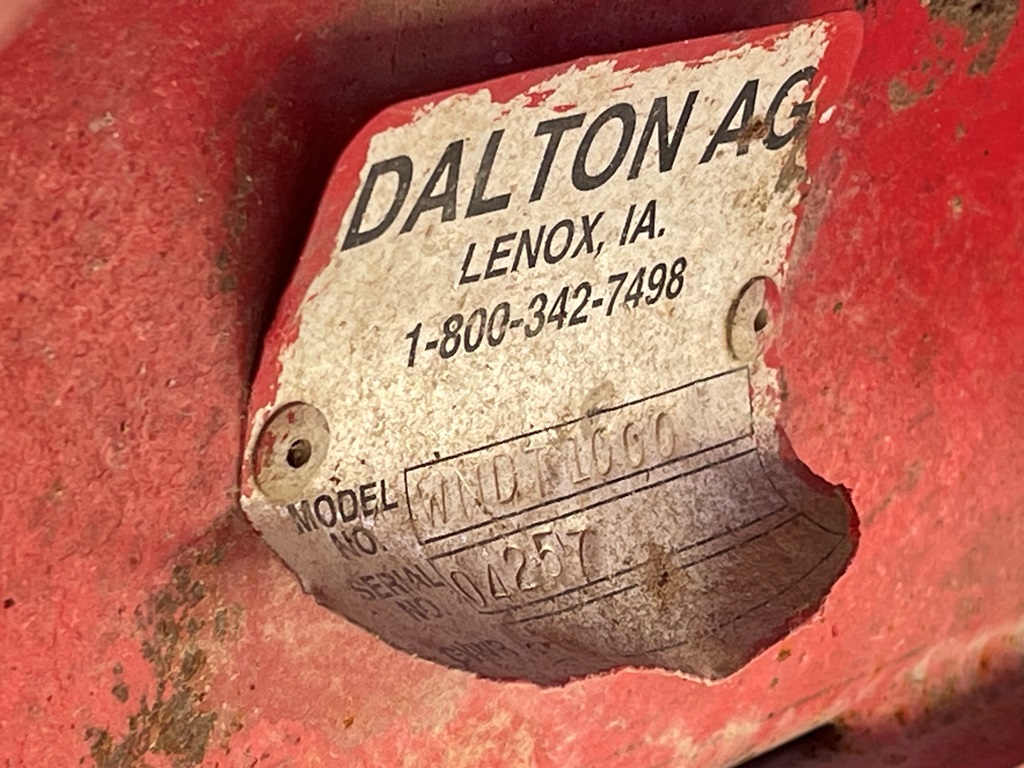 DALTON AG
LENOX, IA.
1-800-342-7498
MODEL NO. WNDT1000
SERIAL NO. 04257